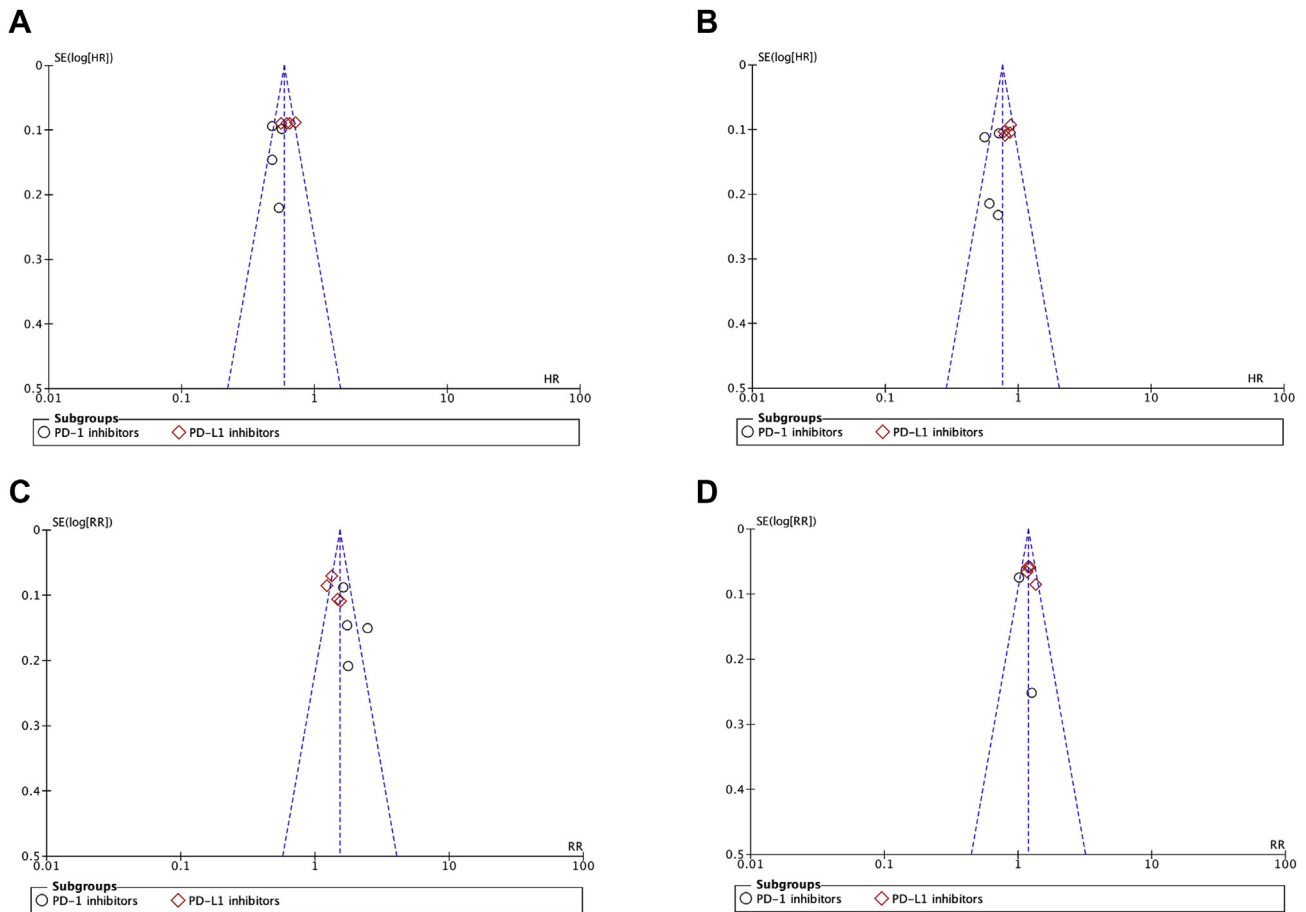 A
SE(log[HR])
0
0.1
0.2
0.3
0.4
0.5
HR
0.01 0.1 1 10 100
Subgroups
PD-1 inhibitors PD-L1 inhibitors
B
SE(log[HR])
0
0.1
0.2
0.3
0.4
0.5
HR
0.01 0.1 1 10 100
Subgroups
PD-1 inhibitors PD-L1 inhibitors
C
SE(log[RR])
0
0.1
0.2
0.3
0.4
0.5
RR
0.01 0.1 1 10 100
Subgroups
PD-1 inhibitors PD-L1 inhibitors
D
SE(log[RR])
0
0.1
0.2
0.3
0.4
0.5
RR
0.01 0.1 1 10 100
Subgroups
PD-1 inhibitors PD-L1 inhibitors